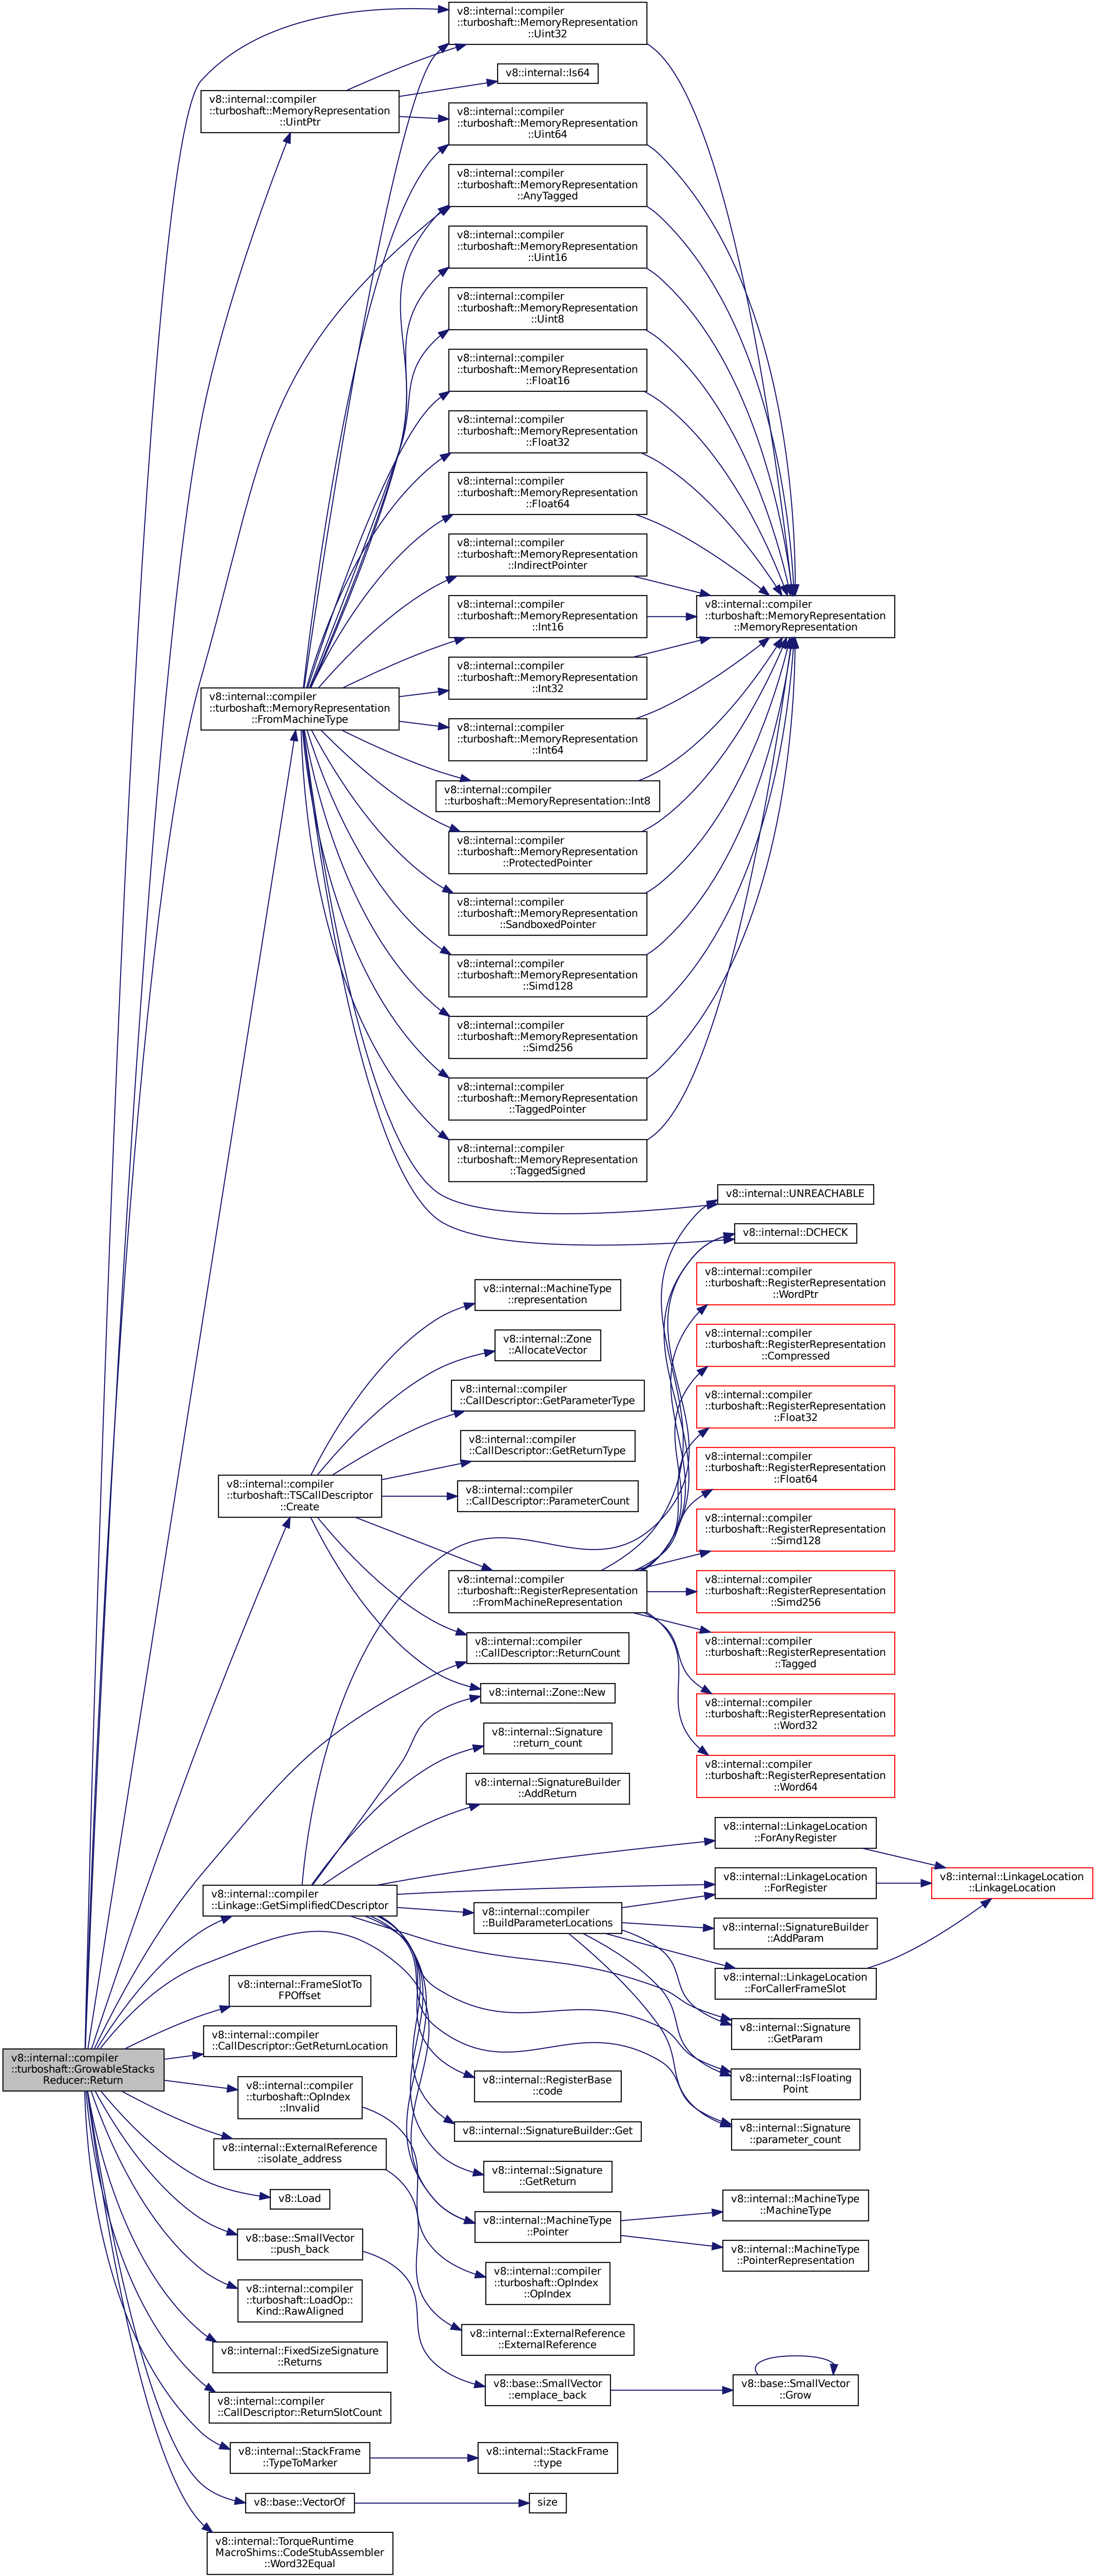 v8::internal::compiler
::turboshaft::GrowableStacks
Reducer::Return
v8::internal::compiler
::turboshaft::MemoryRepresentation
::Uint32
v8::internal::Is64
v8::internal::compiler
::turboshaft::MemoryRepresentation
::UintPtr
v8::internal::compiler
::turboshaft::MemoryRepresentation
::Uint64
v8::internal::compiler
::turboshaft::MemoryRepresentation
::AnyTagged
v8::internal::compiler
::turboshaft::MemoryRepresentation
::Uint16
v8::internal::compiler
::turboshaft::MemoryRepresentation
::Uint8
v8::internal::compiler
::turboshaft::MemoryRepresentation
::Float16
v8::internal::compiler
::turboshaft::MemoryRepresentation
::Float32
v8::internal::compiler
::turboshaft::MemoryRepresentation
::Float64
v8::internal::compiler
::turboshaft::MemoryRepresentation
::IndirectPointer
v8::internal::compiler
::turboshaft::MemoryRepresentation
::Int16
v8::internal::compiler
::turboshaft::MemoryRepresentation
::MemoryRepresentation
v8::internal::compiler
::turboshaft::MemoryRepresentation
::Int32
v8::internal::compiler
::turboshaft::MemoryRepresentation
::FromMachineType
v8::internal::compiler
::turboshaft::MemoryRepresentation
::Int64
v8::internal::compiler
::turboshaft::MemoryRepresentation::Int8
v8::internal::compiler
::turboshaft::MemoryRepresentation
::ProtectedPointer
v8::internal::compiler
::turboshaft::MemoryRepresentation
::SandboxedPointer
v8::internal::compiler
::turboshaft::MemoryRepresentation
::Simd128
v8::internal::compiler
::turboshaft::MemoryRepresentation
::Simd256
v8::internal::compiler
::turboshaft::MemoryRepresentation
::TaggedPointer
v8::internal::compiler
::turboshaft::MemoryRepresentation
::TaggedSigned
v8::internal::UNREACHABLE
v8::internal::DCHECK
v8::internal::compiler
::turboshaft::RegisterRepresentation
::WordPtr
v8::internal::MachineType
::representation
v8::internal::compiler
::turboshaft::RegisterRepresentation
::Compressed
v8::internal::Zone
::AllocateVector
v8::internal::compiler
::turboshaft::RegisterRepresentation
::Float32
v8::internal::compiler
::CallDescriptor::GetParameterType
v8::internal::compiler
::turboshaft::RegisterRepresentation
::Float64
v8::internal::compiler
::CallDescriptor::GetReturnType
v8::internal::compiler
::turboshaft::TSCallDescriptor
::Create
v8::internal::compiler
::CallDescriptor::ParameterCount
v8::internal::compiler
::turboshaft::RegisterRepresentation
::Simd128
v8::internal::compiler
::turboshaft::RegisterRepresentation
::FromMachineRepresentation
v8::internal::compiler
::turboshaft::RegisterRepresentation
::Simd256
v8::internal::compiler
::CallDescriptor::ReturnCount
v8::internal::compiler
::turboshaft::RegisterRepresentation
::Tagged
v8::internal::Zone::New
v8::internal::compiler
::turboshaft::RegisterRepresentation
::Word32
v8::internal::Signature
::return_count
v8::internal::compiler
::turboshaft::RegisterRepresentation
::Word64
v8::internal::SignatureBuilder
::AddReturn
v8::internal::LinkageLocation
::ForAnyRegister
v8::internal::compiler
::Linkage::GetSimplifiedCDescriptor
v8::internal::LinkageLocation
::ForRegister
v8::internal::LinkageLocation
::LinkageLocation
v8::internal::compiler
::BuildParameterLocations
v8::internal::SignatureBuilder
::AddParam
v8::internal::LinkageLocation
::ForCallerFrameSlot
v8::internal::FrameSlotTo
FPOffset
v8::internal::Signature
::GetParam
v8::internal::compiler
::CallDescriptor::GetReturnLocation
v8::internal::IsFloating
Point
v8::internal::RegisterBase
::code
v8::internal::compiler
::turboshaft::OpIndex
::Invalid
v8::internal::Signature
::parameter_count
v8::internal::SignatureBuilder::Get
v8::internal::ExternalReference
::isolate_address
v8::internal::Signature
::GetReturn
v8::Load
v8::internal::MachineType
::Pointer
v8::internal::MachineType
::MachineType
v8::base::SmallVector
::push_back
v8::internal::MachineType
::PointerRepresentation
v8::internal::compiler
::turboshaft::OpIndex
::OpIndex
v8::internal::compiler
::turboshaft::LoadOp::
Kind::RawAligned
v8::internal::ExternalReference
::ExternalReference
v8::internal::FixedSizeSignature
::Returns
v8::base::SmallVector
::emplace_back
v8::base::SmallVector
::Grow
v8::internal::compiler
::CallDescriptor::ReturnSlotCount
v8::internal::StackFrame
::TypeToMarker
v8::internal::StackFrame
::type
v8::base::VectorOf
size
v8::internal::TorqueRuntime
MacroShims::CodeStubAssembler
::Word32Equal